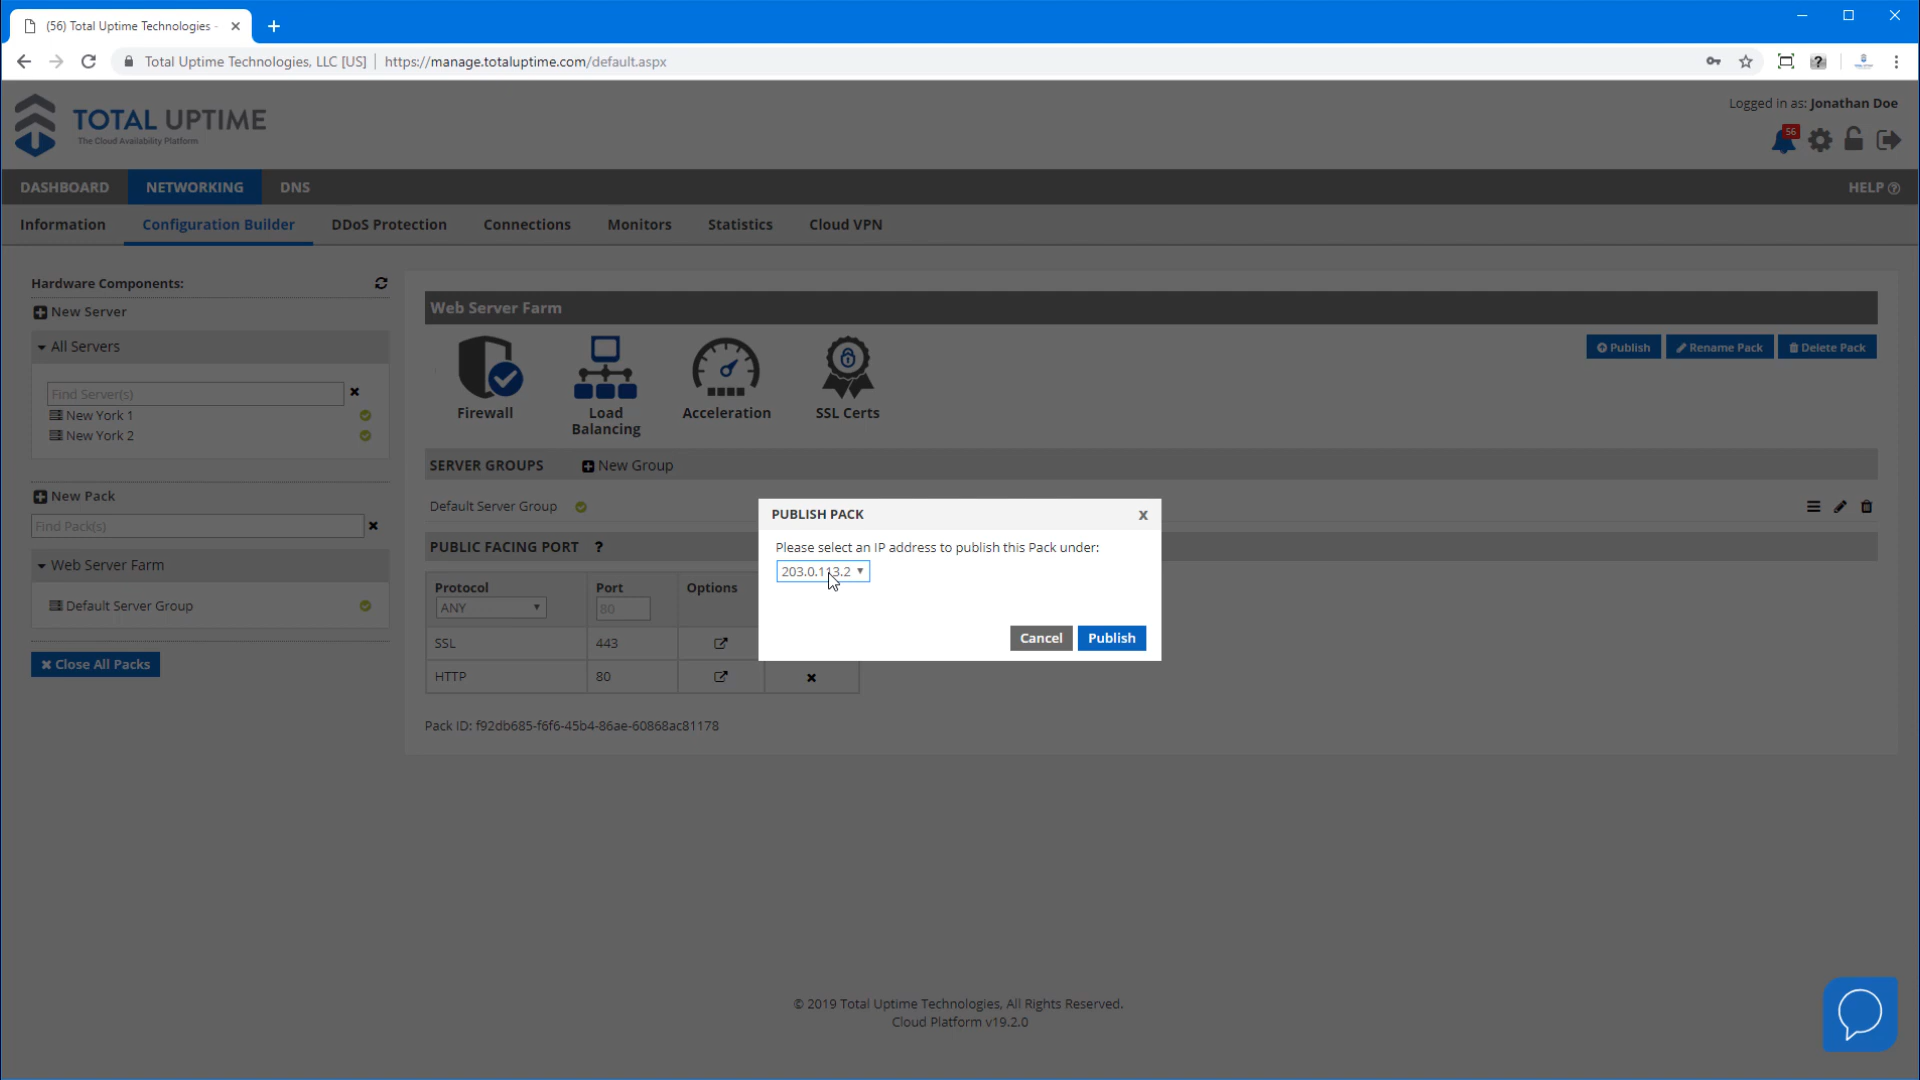 (56) Total Uptime Technologies -
Total Uptime Technologies, LLC [US] | https://manage.totaluptime.com/default.aspx
TOTAL UPTIME
The Cloud Availability Platform
Logged in as: Jonathan Doe
56
DASHBOARD NETWORKING DNS HELP ?
Information Configuration Builder DDoS Protection Connections Monitors Statistics Cloud VPN
Hardware Components:
New Server
All Servers
Find Server(s)
New York 1
New York 2
New Pack
Find Pack(s)
Web Server Farm
Default Server Group
Close All Packs
Web Server Farm
Publish Rename Pack Delete Pack
Firewall
Load
Balancing
Acceleration
SSL Certs
SERVER GROUPS New Group
Default Server Group
PUBLIC FACING PORT ?
Protocol Port Options
ANY 80
SSL 443
HTTP 80
Pack ID: f92db685-f6f6-45b4-86ae-60868ac81178
PUBLISH PACK X
Please select an IP address to publish this Pack under:
203.0.113.2
Cancel Publish
© 2019 Total Uptime Technologies, All Rights Reserved.
Cloud Platform v19.2.0